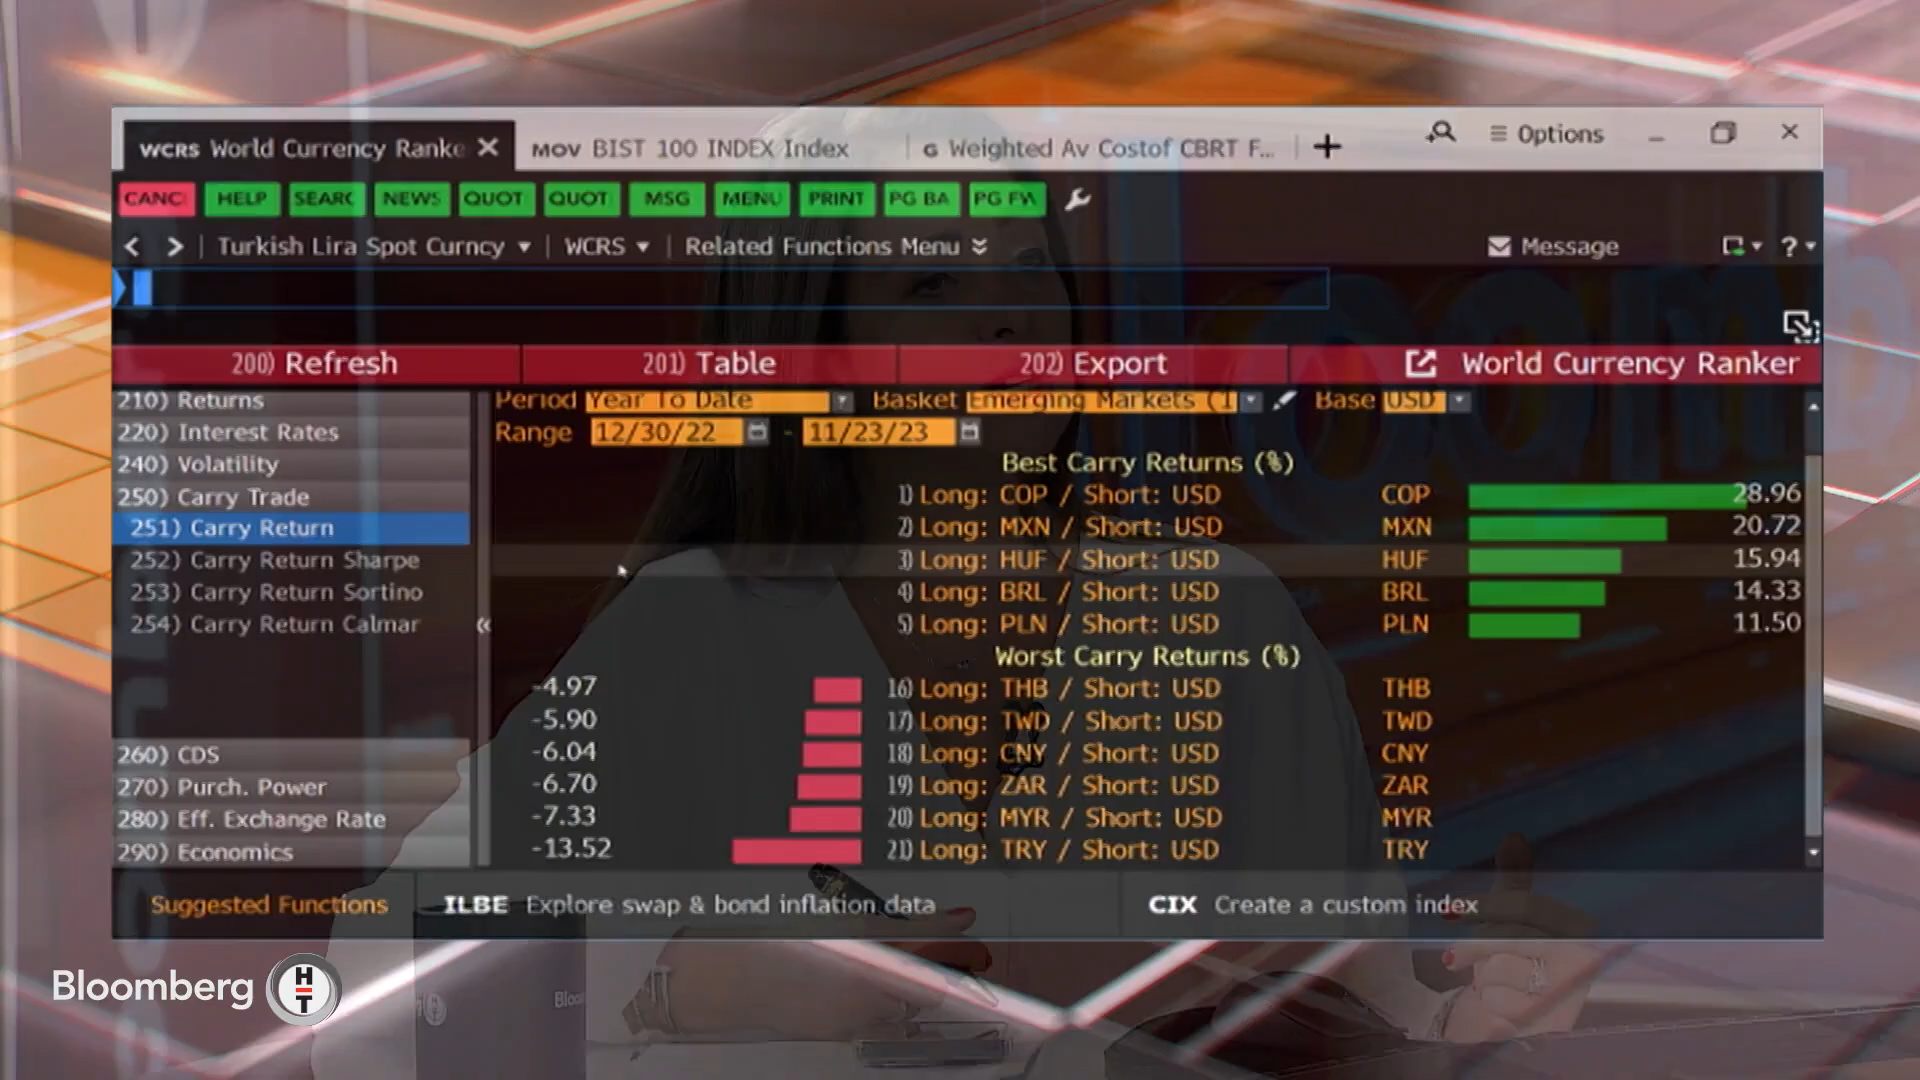 WCRS World Currency Ranke
MOV BIST 100 INDEX Index
G Weighted Av Costof CBRT F...
Options
CANC HELP SEARC NEWS QUOT QUOT MSG MENU PRINT PG BA PG FW
Turkish Lira Spot Curncy WCRS Related Functions Menu Message ?
200) Refresh 201) Table 202) Export World Currency Ranker
210) Returns
220) Interest Rates
240) Volatility
250) Carry Trade
251) Carry Return
252) Carry Return Sharpe
253) Carry Return Sortino
254) Carry Return Calmar
260) CDS
270) Purch. Power
280) Eff. Exchange Rate
290) Economics
Period Year To Date Basket Emerging Markets (1 Base USD
Range 12/30/22 - 11/23/23
Best Carry Returns (%)
1) Long: COP / Short: USD COP 28.96
2) Long: MXN / Short: USD MXN 20.72
3) Long: HUF / Short: USD HUF 15.94
4) Long: BRL / Short: USD BRL 14.33
5) Long: PLN / Short: USD PLN 11.50
Worst Carry Returns (%)
-4.97 16) Long: THB / Short: USD THB
-5.90 17) Long: TWD / Short: USD TWD
-6.04 18) Long: CNY / Short: USD CNY
-6.70 19) Long: ZAR / Short: USD ZAR
-7.33 20) Long: MYR / Short: USD MYR
-13.52 21) Long: TRY / Short: USD TRY
Suggested Functions ILBE Explore swap & bond inflation data CIX Create a custom index
Bloomberg HT